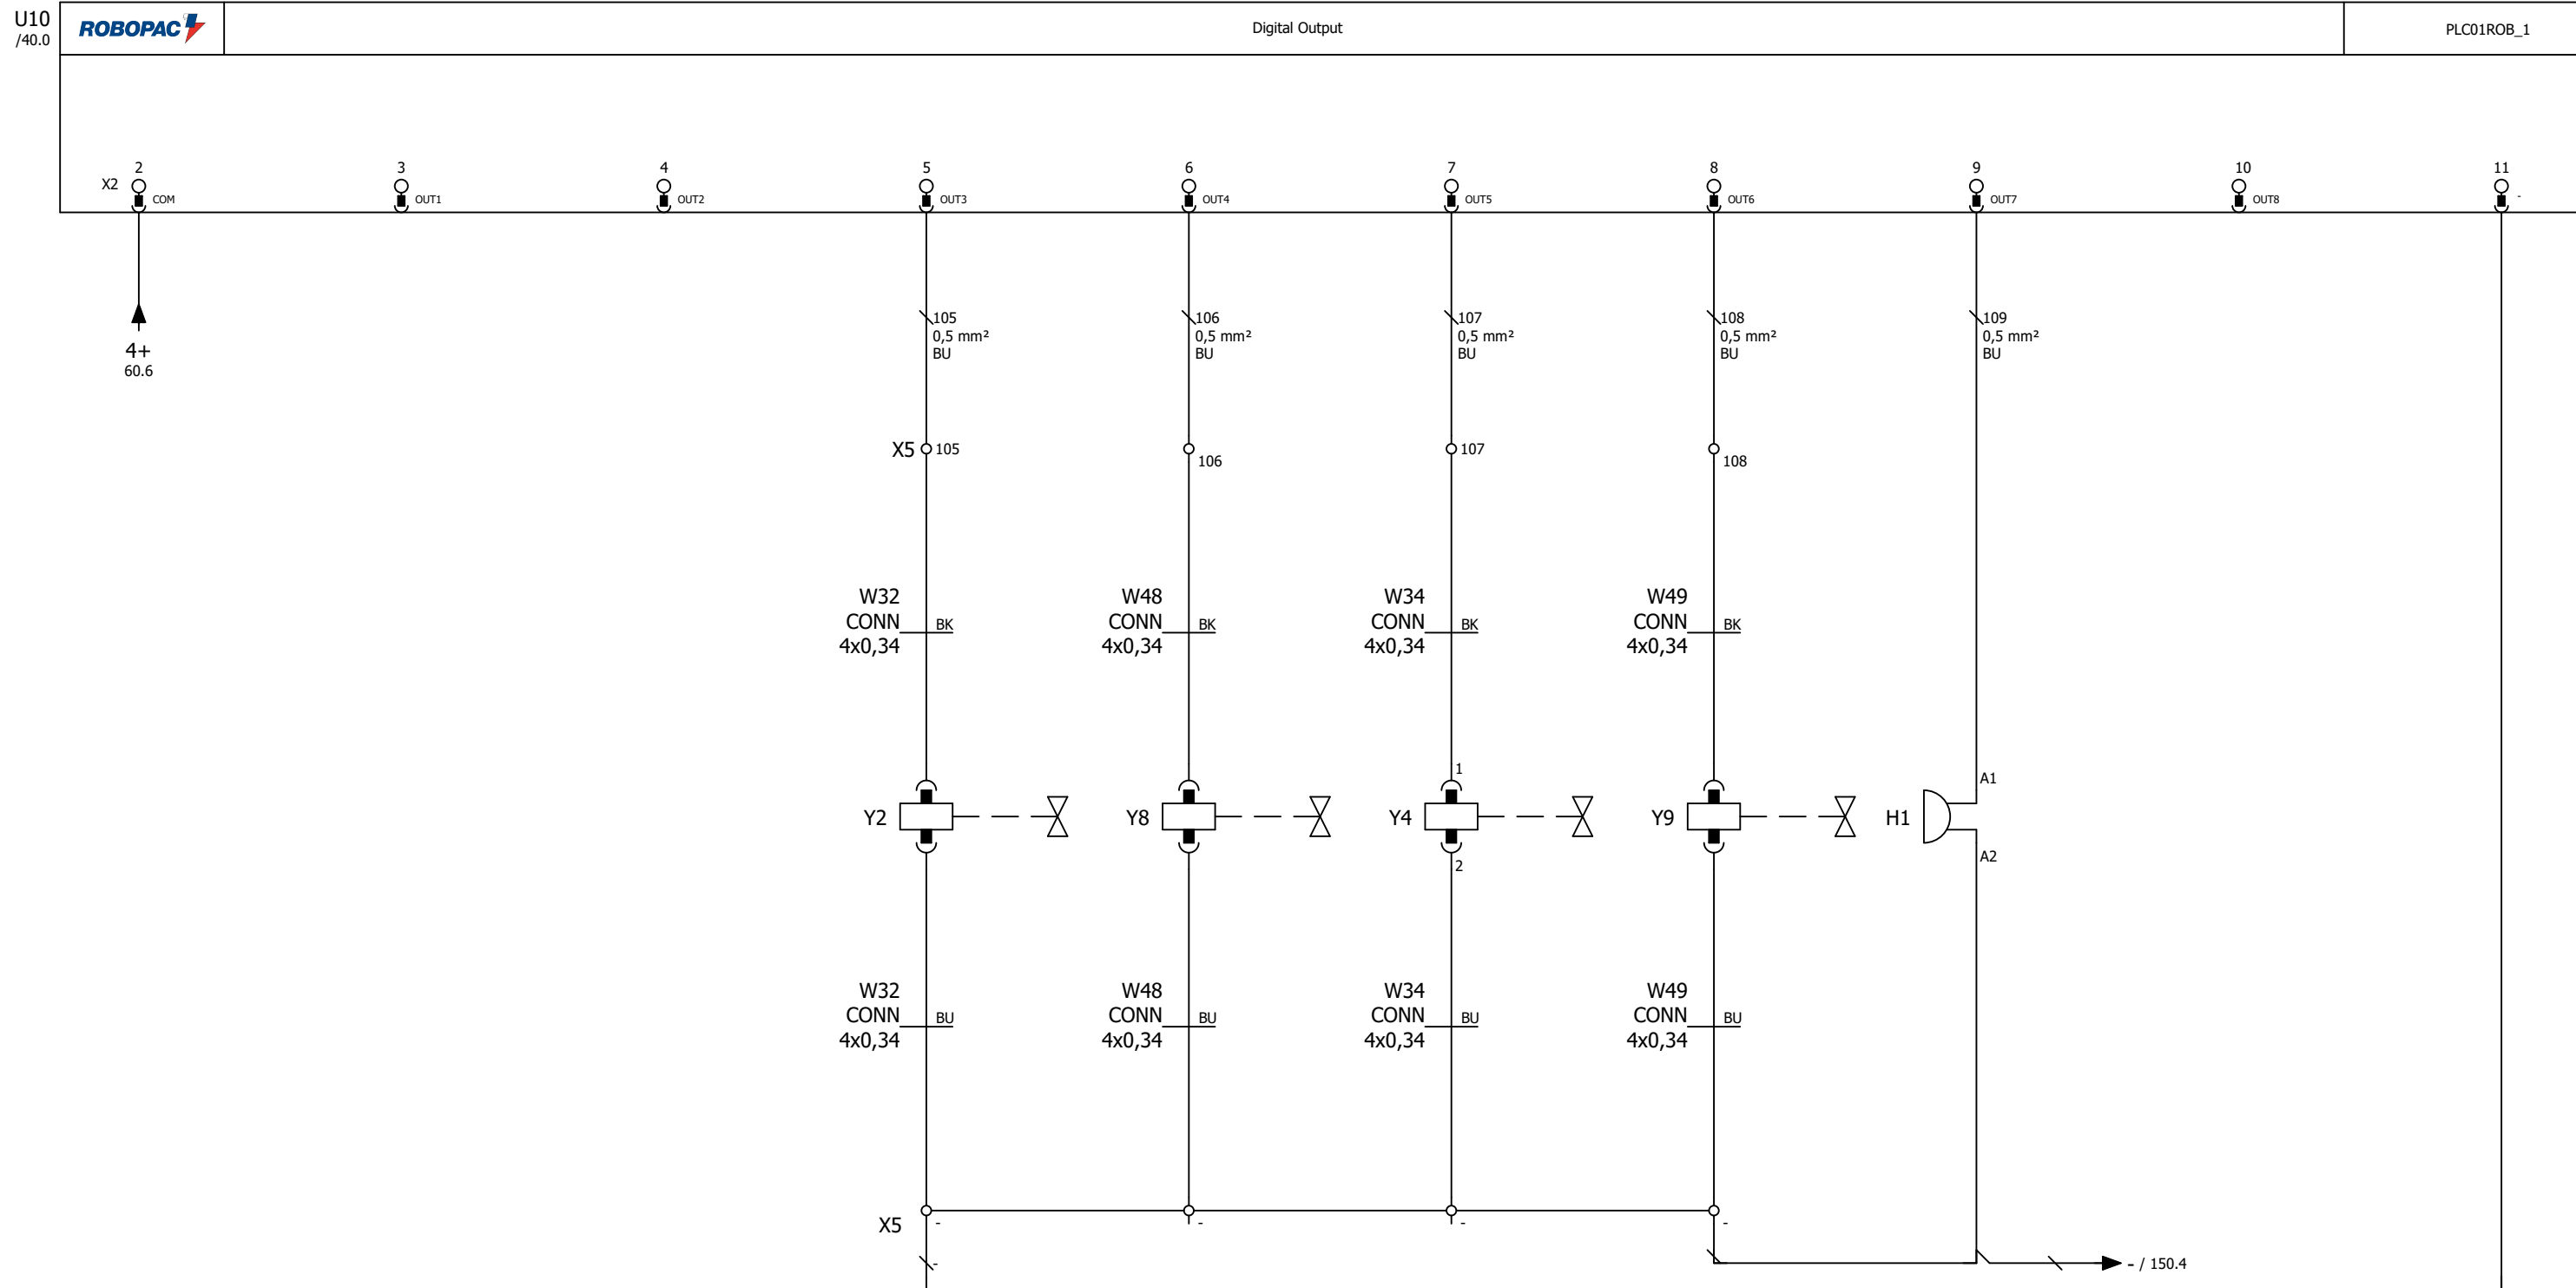 U10
/40.0
ROBOPAC
Digital Output
PLC01ROB_1
2 3 4 5 6 7 8 9 10 11
X2 COM OUT1 OUT2 OUT3 OUT4 OUT5 OUT6 OUT7 OUT8 -
105 106 107 108 109
0,5 mm² 0,5 mm² 0,5 mm² 0,5 mm² 0,5 mm²
BU BU BU BU BU
4+
60.6
X5 105 106 107 108
W32 W48 W34 W49
CONN BK CONN BK CONN BK CONN BK
4x0,34 4x0,34 4x0,34 4x0,34
1 A1
Y2 Y8 Y4 Y9 H1
2 A2
W32 W48 W34 W49
CONN BU CONN BU CONN BU CONN BU
4x0,34 4x0,34 4x0,34 4x0,34
X5 - - - -
- - / 150.4